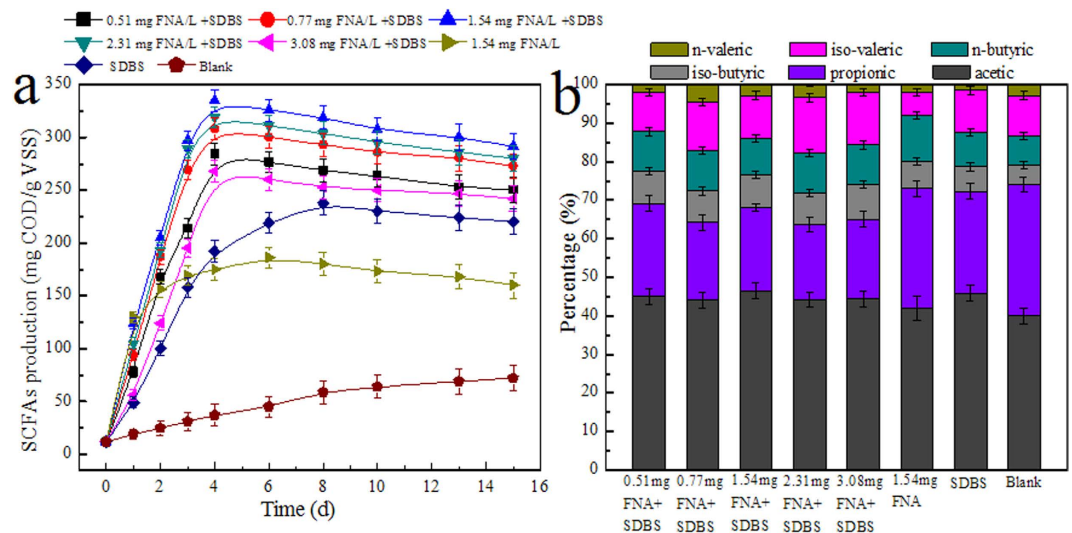 0.51 mg FNA/L +SDBS 0.77 mg FNA/L +SDBS 1.54 mg FNA/L +SDBS
2.31 mg FNA/L +SDBS 3.08 mg FNA/L +SDBS 1.54 mg FNA/L
SDBS Blank
a
SCFAs production (mg COD/g VSS)
350
300
250
200
150
100
50
0
0 2 4 6 8 10 12 14 16
Time (d)
n-valeric iso-valeric n-butyric
iso-butyric propionic acetic
b
Percentage (%)
100
90
80
70
60
50
40
30
20
10
0
0.51mg 0.77mg 1.54mg 2.31mg 3.08mg 1.54mg SDBS Blank
FNA+ FNA+ FNA+ FNA+ FNA+ FNA
SDBS SDBS SDBS SDBS SDBS